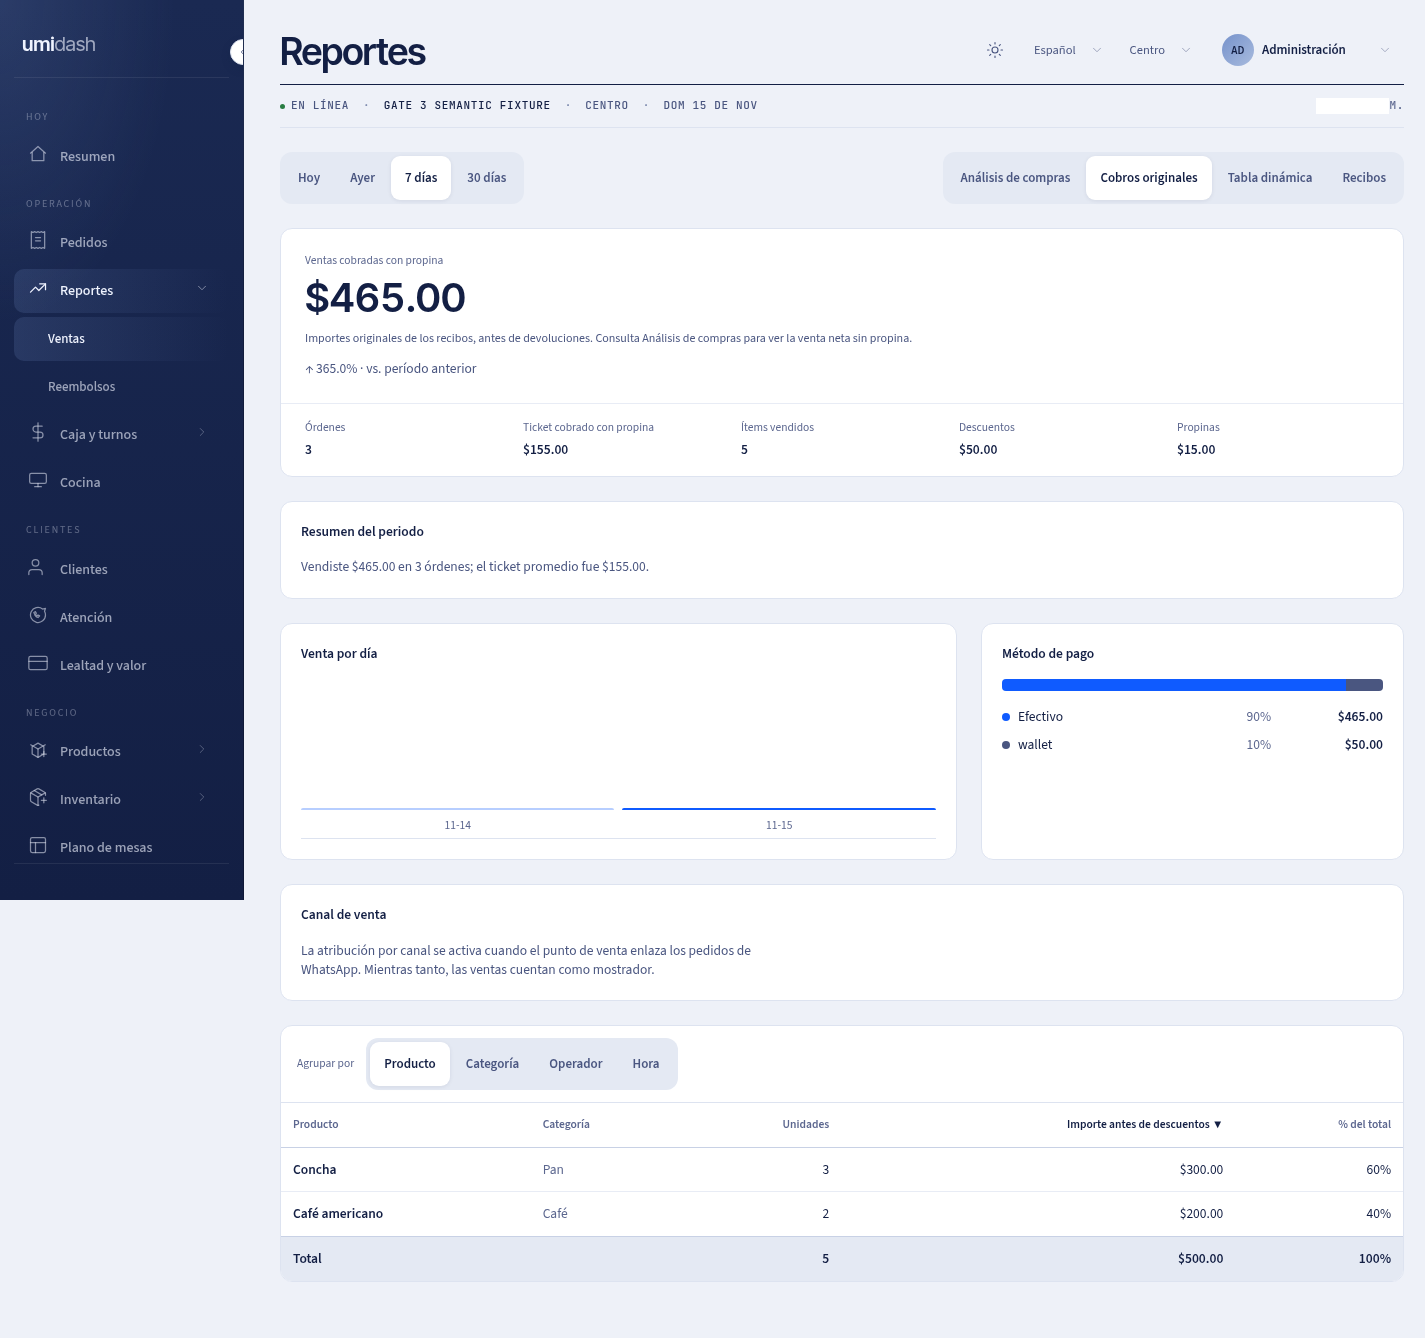 umidash
HOY
Resumen
OPERACIÓN
Pedidos
Reportes
Ventas
Reembolsos
Caja y turnos
Cocina
CLIENTES
Clientes
Atención
Lealtad y valor
NEGOCIO
Productos
Inventario
Plano de mesas
Reportes
Español
Centro
AD
Administración
EN LÍNEA · GATE 3 SEMANTIC FIXTURE · CENTRO · DOM 15 DE NOV
M.
Hoy Ayer 7 días 30 días
Análisis de compras Cobros originales Tabla dinámica Recibos
Ventas cobradas con propina
$465.00
Importes originales de los recibos, antes de devoluciones. Consulta Análisis de compras para ver la venta neta sin propina.
↑ 365.0% · vs. período anterior
Órdenes Ticket cobrado con propina Ítems vendidos Descuentos Propinas
3 $155.00 5 $50.00 $15.00
Resumen del periodo
Vendiste $465.00 en 3 órdenes; el ticket promedio fue $155.00.
Venta por día
11-14 11-15
Método de pago
Efectivo 90% $465.00
wallet 10% $50.00
Canal de venta
La atribución por canal se activa cuando el punto de venta enlaza los pedidos de
WhatsApp. Mientras tanto, las ventas cuentan como mostrador.
Agrupar por Producto Categoría Operador Hora
Producto Categoría Unidades Importe antes de descuentos ▼ % del total
Concha Pan 3 $300.00 60%
Café americano Café 2 $200.00 40%
Total 5 $500.00 100%